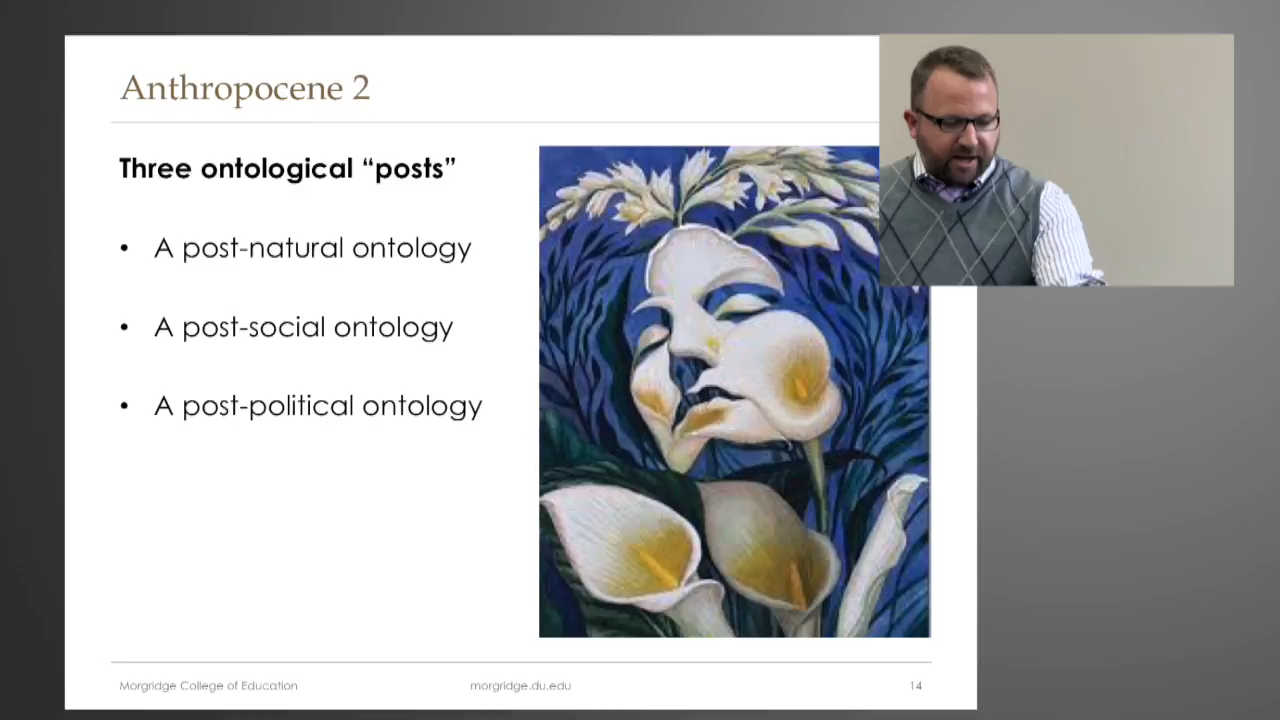 Anthropocene 2
Three ontological “posts”
• A post-natural ontology
• A post-social ontology
• A post-political ontology
Morgridge College of Education
morgridge.du.edu
14